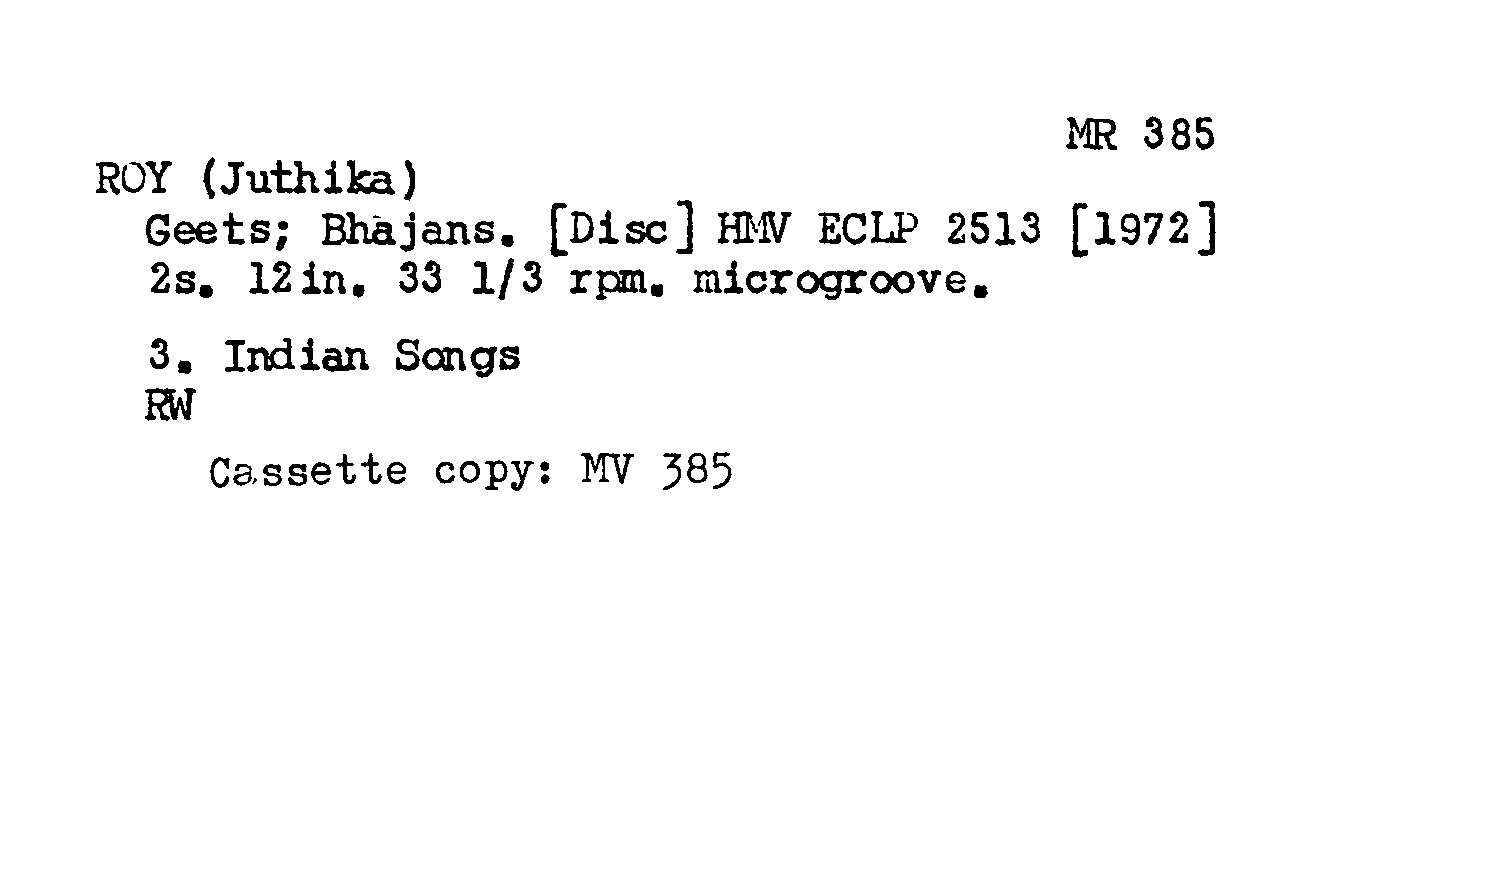 MR 385
ROY (Juthika)
Geets; Bhajans. [Disc] HMV ECLP 2513 [1972]
2s. 12in. 33 1/3 rpm. microgroove.
3. Indian Songs
RW
Cassette copy: MV 385